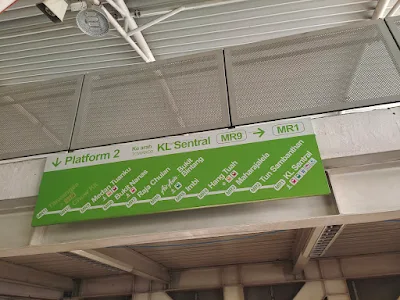 ↓ Platform 2 Ke arah KL Sentral MR9 → MR1
Medan Tuanku
Bukit Nanas
Raja Chulan
Bukit
Bintang
Imbi
Hang Tuah
Maharajalela
Tun Sambanthan
KL Sentral